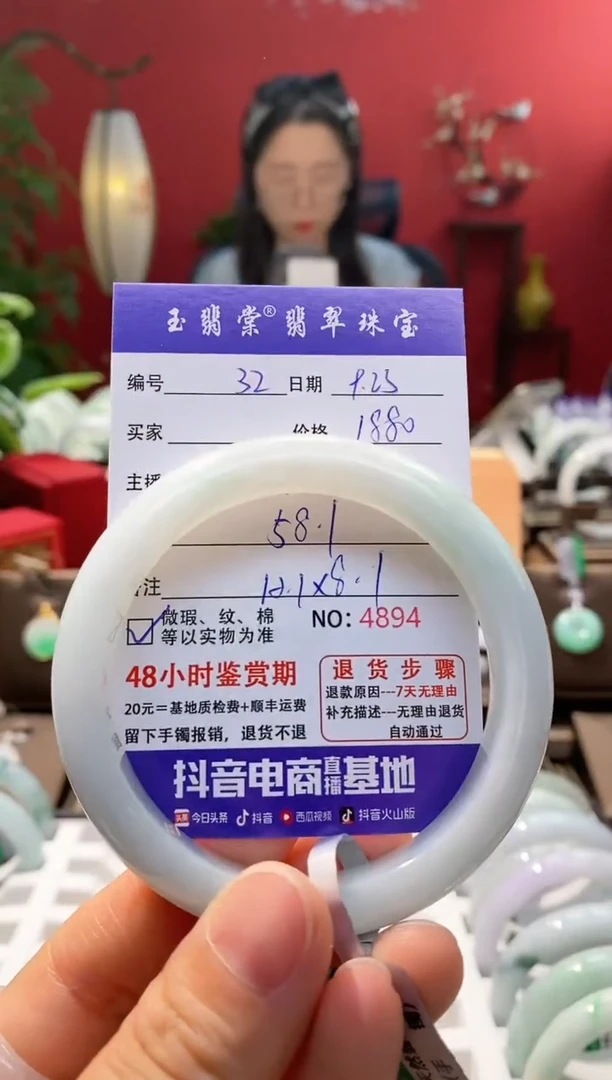 玉翡棠®翡翠珠宝
编号 32 日期 9.23
买家 价格 1880
主播
58.1
备注 12.1x8.1
微瑕、纹、棉 NO: 4894
等以实物为准
48小时鉴赏期
20元=基地质检费+顺丰运费
留下手镯报销，退货不退
退货步骤
退款原因---7天无理由
补充描述---无理由退货
自动通过
抖音电商直播基地
头条 今日头条 抖音 西瓜视频 抖音火山版